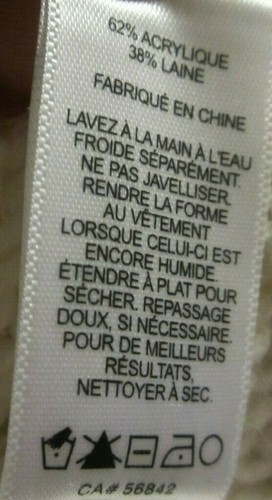 62% ACRYLIQUE
38% LAINE
FABRIQUÉ EN CHINE
LAVEZ À LA MAIN À L'EAU
FROIDE SÉPARÉMENT.
NE PAS JAVELLISER.
RENDRE LA FORME
AU VÊTEMENT
LORSQUE CELUI-CI EST
ENCORE HUMIDE.
ÉTENDRE À PLAT POUR
SÉCHER. REPASSAGE
DOUX, SI NÉCESSAIRE.
POUR DE MEILLEURS
RÉSULTATS,
NETTOYER À SEC.
CA# 56842